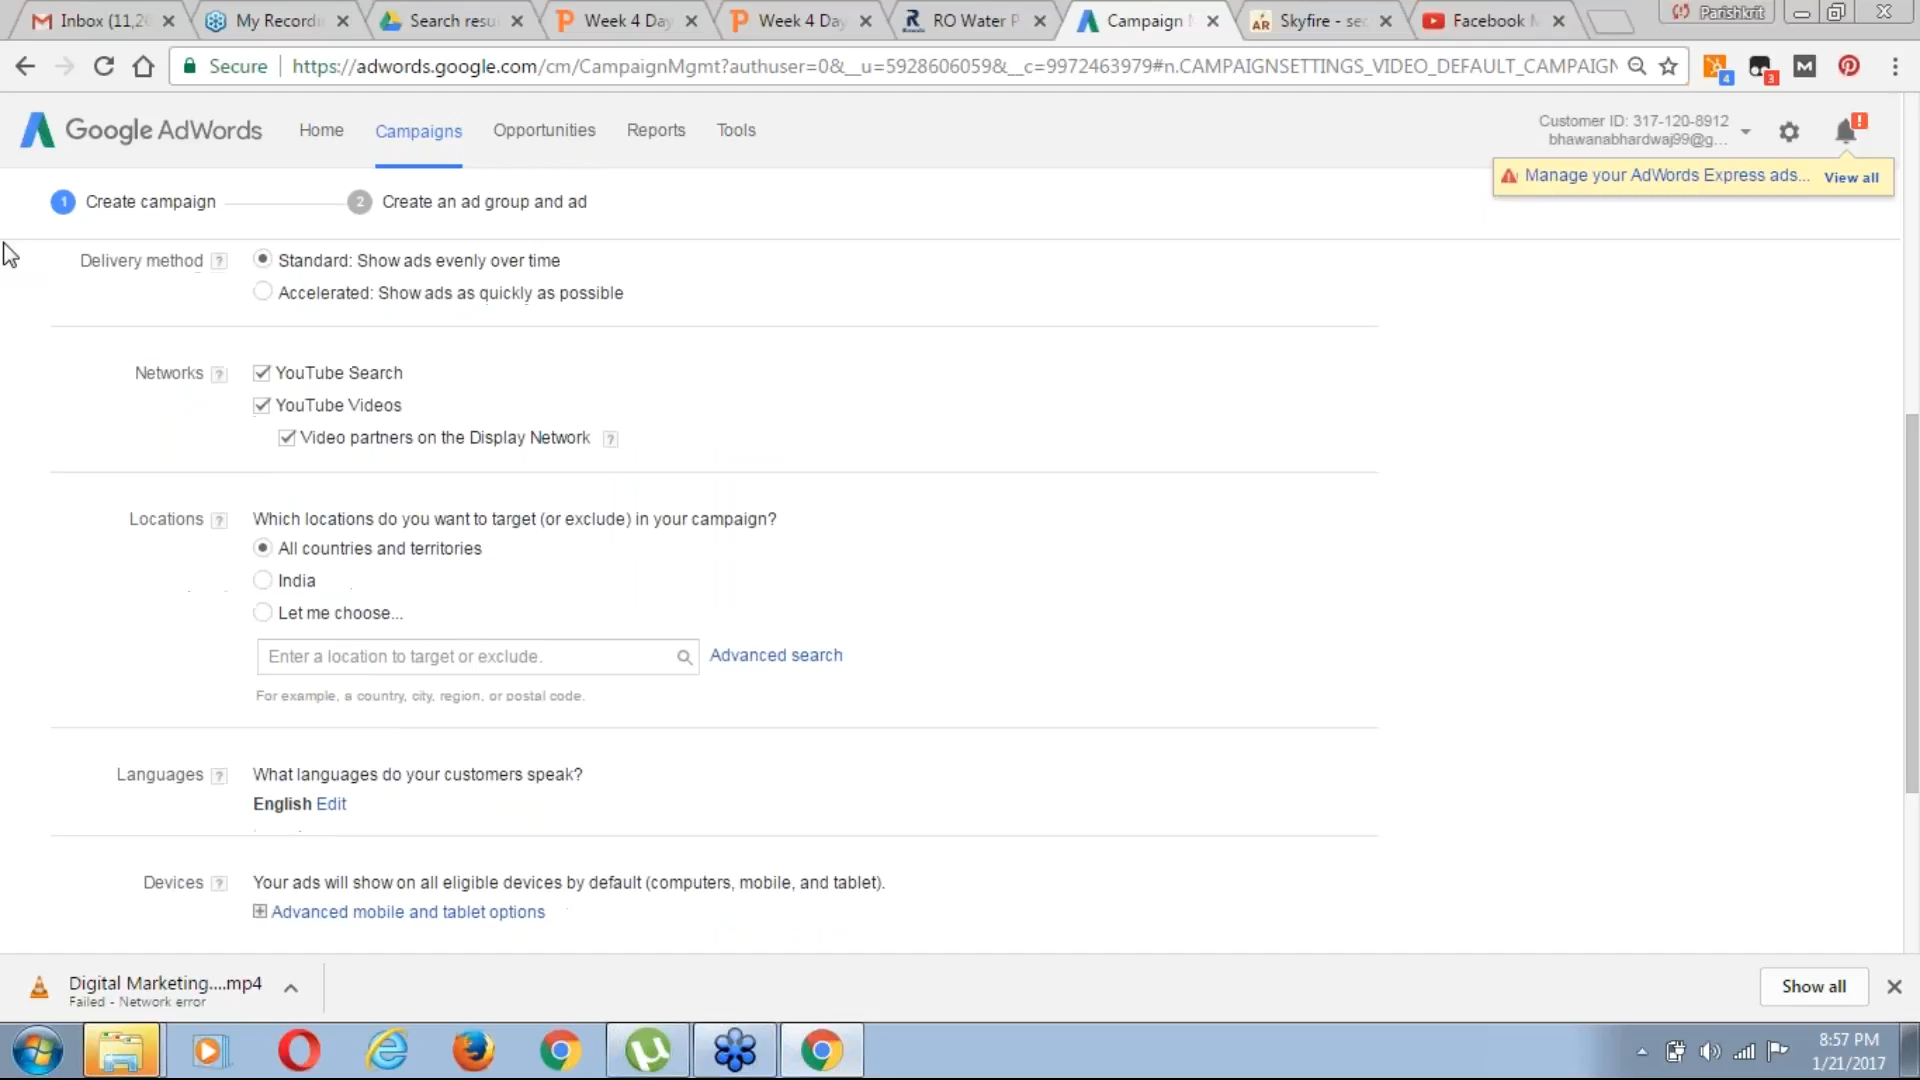 Inbox (11,26
My Recordi
Search resu
Week 4 Day
Week 4 Day
RO Water P
Campaign
Skyfire - sec
Facebook
Parishkrit
Secure
https://adwords.google.com/cm/CampaignMgmt?authuser=0&__u=5928606059&__c=9972463979#n.CAMPAIGNSETTINGS_VIDEO_DEFAULT_CAMPAIGN
4
3
Google AdWords
Home
Campaigns
Opportunities
Reports
Tools
Customer ID: 317-120-8912
bhawanabhardwaj99@g...
Manage your AdWords Express ads... View all
1 Create campaign
2 Create an ad group and ad
Delivery method ?
Standard: Show ads evenly over time
Accelerated: Show ads as quickly as possible
Networks ?
YouTube Search
YouTube Videos
Video partners on the Display Network ?
Locations ?
Which locations do you want to target (or exclude) in your campaign?
All countries and territories
India
Let me choose...
Enter a location to target or exclude.
Advanced search
For example, a country, city, region, or postal code.
Languages ?
What languages do your customers speak?
English Edit
Devices ?
Your ads will show on all eligible devices by default (computers, mobile, and tablet).
Advanced mobile and tablet options
Digital Marketing....mp4
Failed - Network error
Show all
8:57 PM
1/21/2017